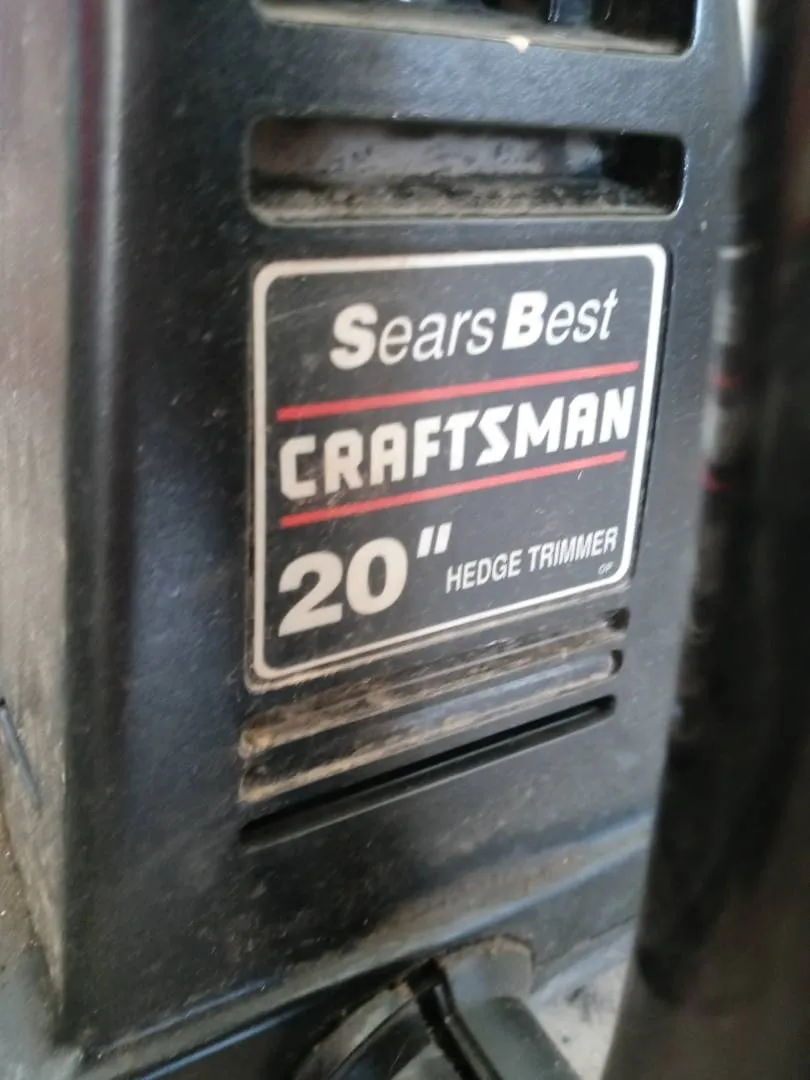 Sears Best
CRAFTSMAN
20" HEDGE TRIMMER